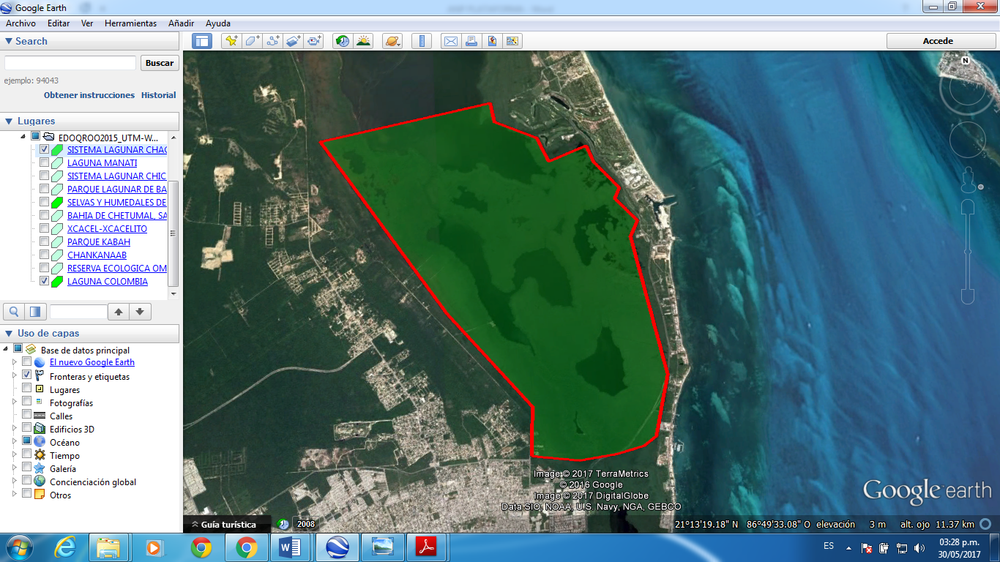 Google Earth
Archivo Editar Ver Herramientas Añadir Ayuda
Search
Buscar
ejemplo: 94043
Obtener instrucciones Historial
Lugares
EDOQROO2015_UTM-W...
SISTEMA LAGUNAR CHAC
LAGUNA MANATI
SISTEMA LAGUNAR CHIC
PARQUE LAGUNAR DE BA
SELVAS Y HUMEDALES DE
BAHIA DE CHETUMAL, SA
XCACEL-XCACELITO
PARQUE KABAH
CHANKANAAB
RESERVA ECOLOGICA OM
LAGUNA COLOMBIA
Uso de capas
Base de datos principal
El nuevo Google Earth
Fronteras y etiquetas
Lugares
Fotografías
Calles
Edificios 3D
Océano
Tiempo
Galería
Concienciación global
Otros
Accede
N
Image © 2017 TerraMetrics
© 2016 Google
Image © 2017 DigitalGlobe
Data SIO, NOAA, U.S. Navy, NGA, GEBCO
Google earth
Guía turística 2008
21°13'19.18" N 86°49'33.08" O elevación 3 m alt. ojo 11.37 km
ES
03:28 p.m.
30/05/2017